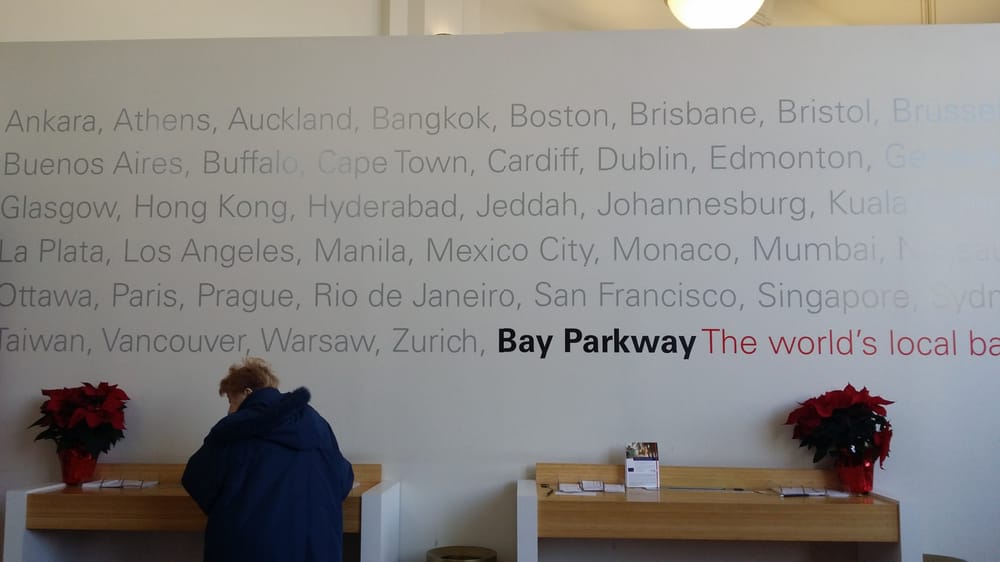 Ankara, Athens, Auckland, Bangkok, Boston, Brisbane, Bristol,
Buenos Aires, Buffalo, Cape Town, Cardiff, Dublin, Edmonton,
Glasgow, Hong Kong, Hyderabad, Jeddah, Johannesburg, Kuala
La Plata, Los Angeles, Manila, Mexico City, Monaco, Mumbai,
Ottawa, Paris, Prague, Rio de Janeiro, San Francisco, Singapore,
Taiwan, Vancouver, Warsaw, Zurich, Bay Parkway The world's local ba